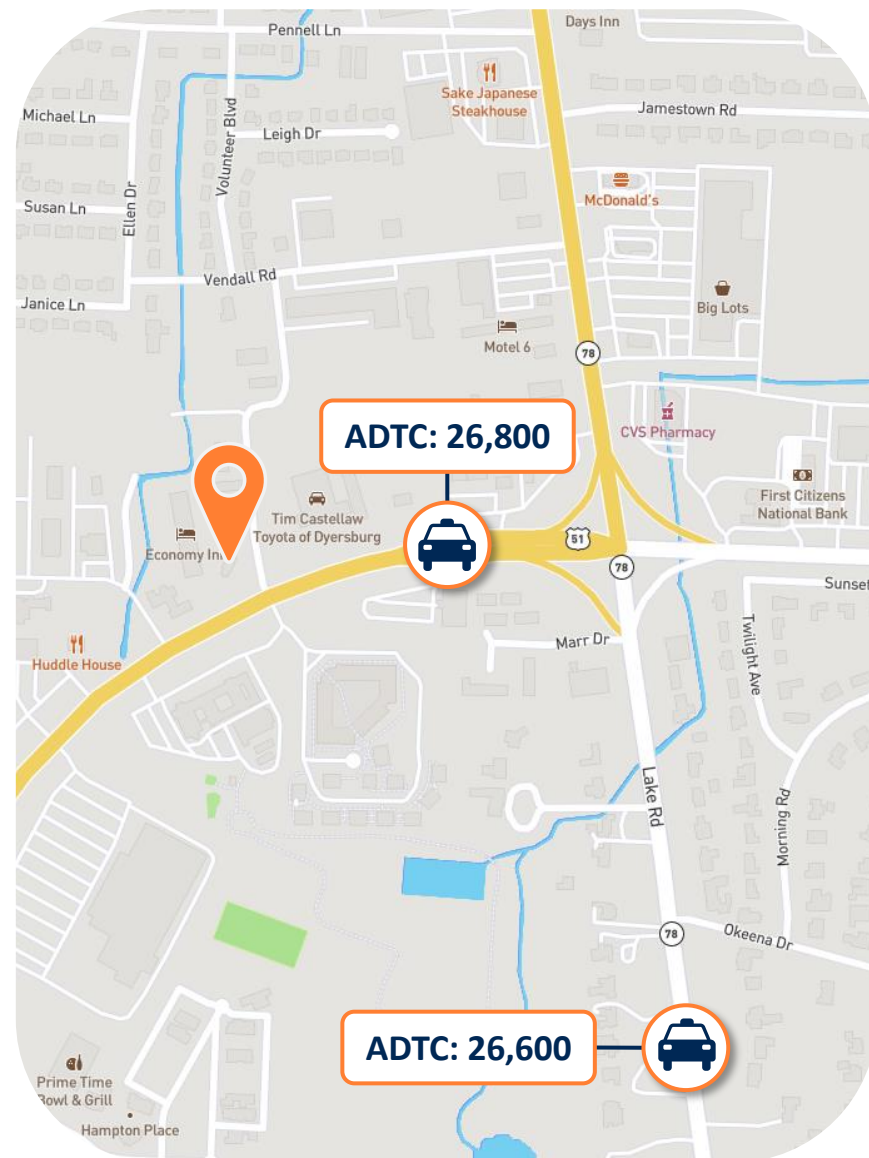 Pennell Ln
Days Inn
Sake Japanese
Steakhouse
Michael Ln
Volunteer Blvd
Leigh Dr
Jamestown Rd
McDonald's
Susan Ln
Ellen Dr
Vendall Rd
Janice Ln
Big Lots
Motel 6
78
ADTC: 26,800
CVS Pharmacy
First Citizens
National Bank
Tim Castellaw
Toyota of Dyersburg
Economy Inn
51
78
Sunset
Huddle House
Marr Dr
Twilight Ave
Lake Rd
Morning Rd
78
Okeena Dr
ADTC: 26,600
Prime Time
Bowl & Grill
Hampton Place